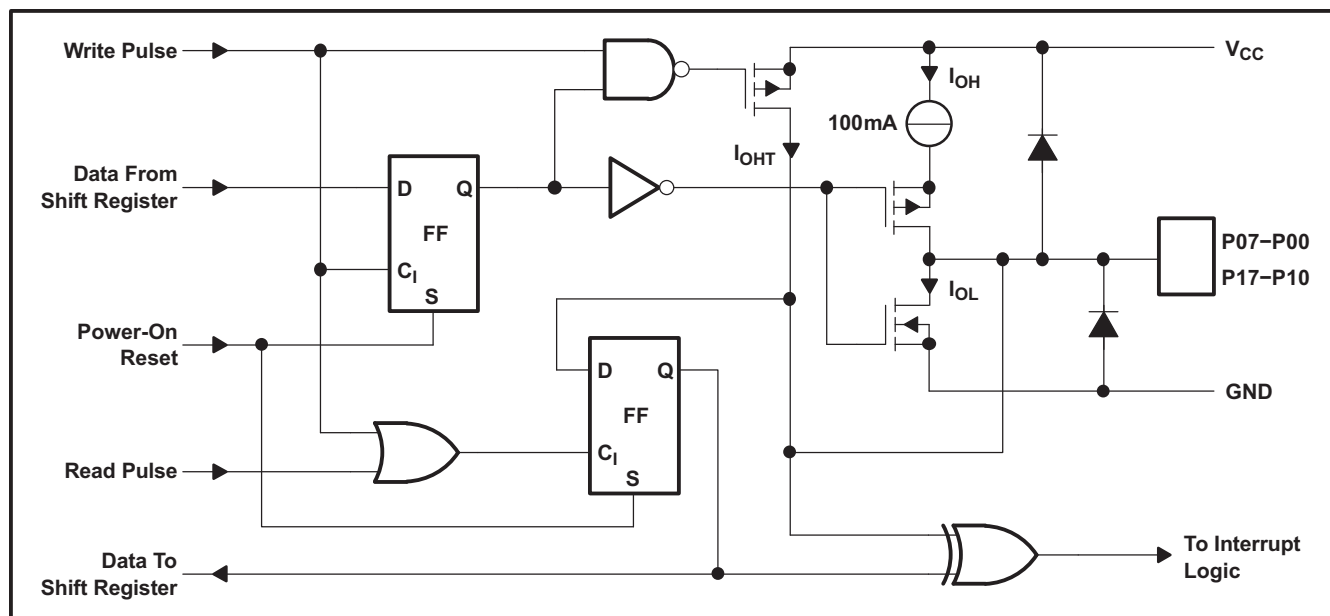 Write Pulse
VCC
IOH
100mA
IOHT
Data From
Shift Register
D
Q
FF
CI
S
P07–P00
P17–P10
IOL
Power-On
Reset
D
Q
FF
CI
S
GND
Read Pulse
Data To
Shift Register
To Interrupt
Logic